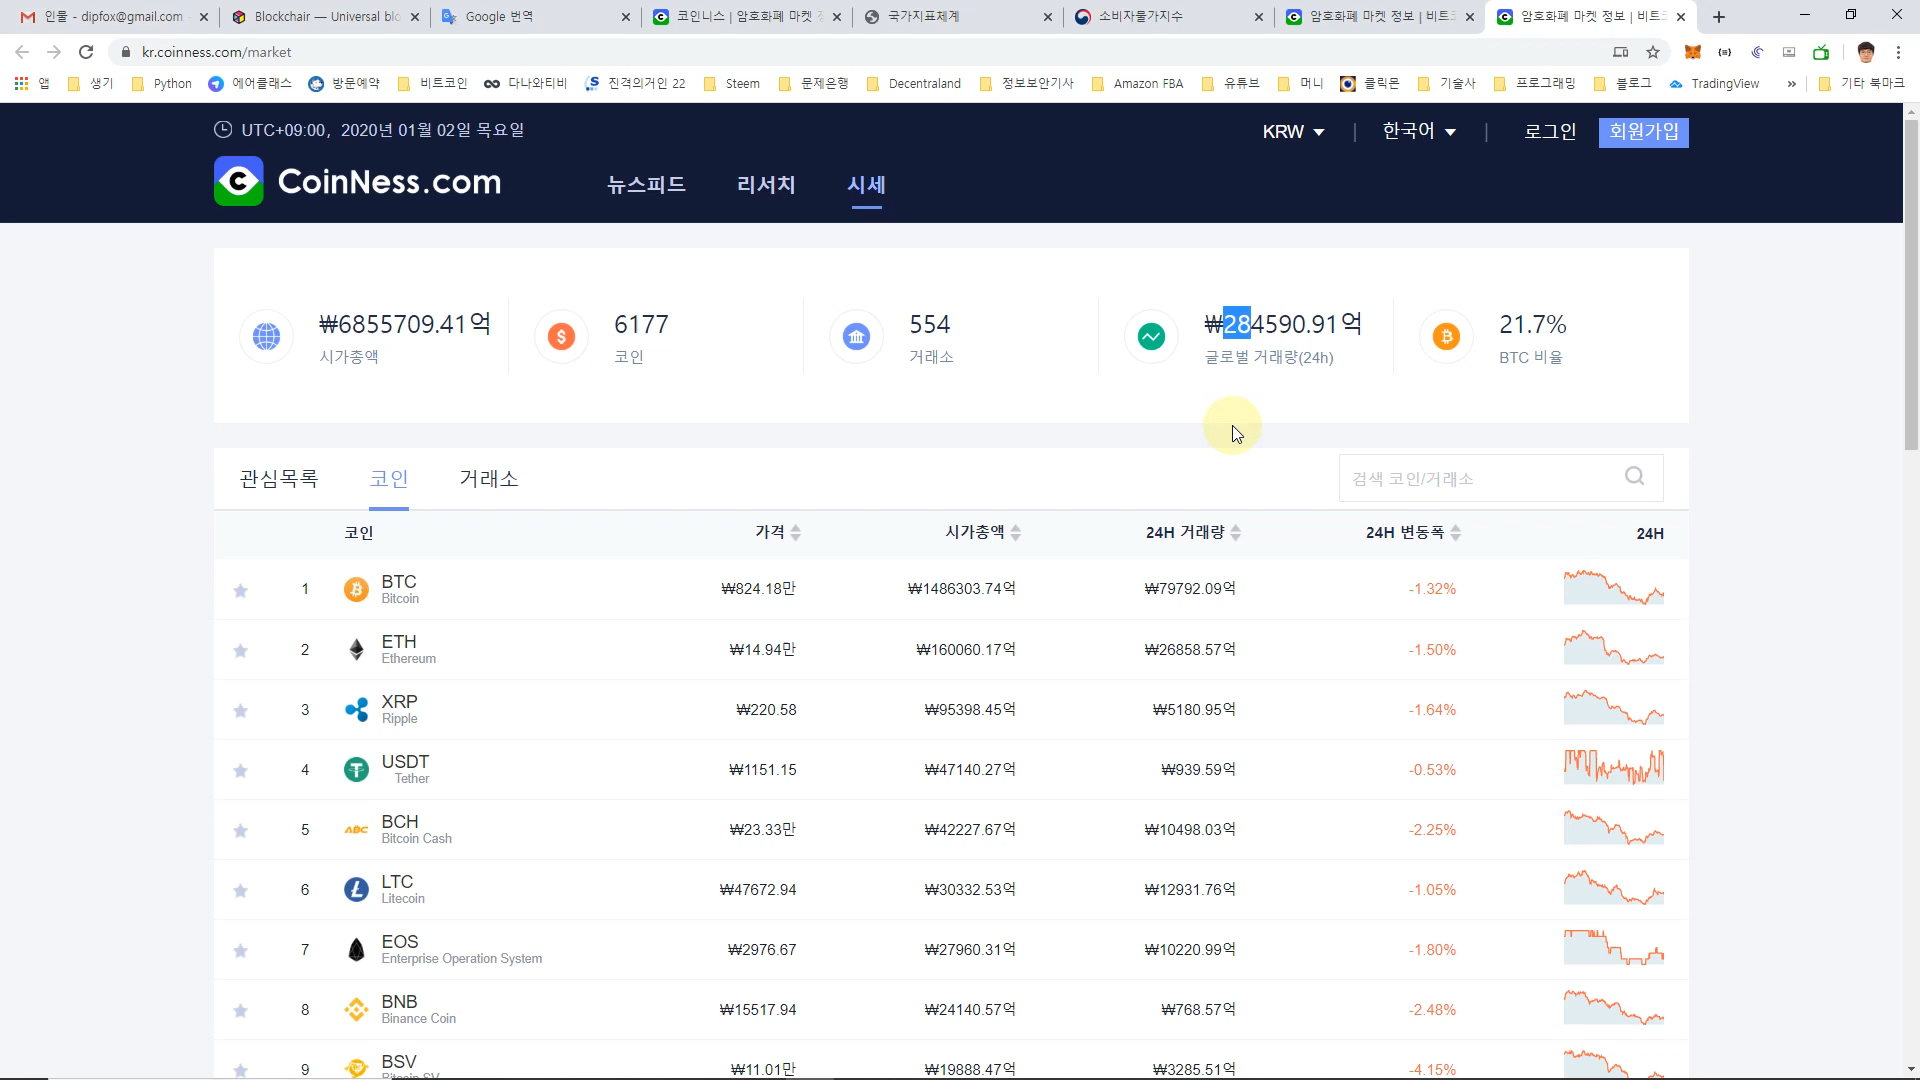 인물 - dipfox@gmail.com
Blockchair — Universal blo
Google 번역
코인니스 | 암호화폐 마켓 정
국가지표체계
소비자물가지수
암호화폐 마켓 정보 | 비트코
암호화폐 마켓 정보 | 비트코
kr.coinness.com/market
앱 생기 Python 에어클래스 방문예약 비트코인 다나와티비 진격의거인 22 Steem 문제은행 Decentraland 정보보안기사 Amazon FBA 유튜브 머니 클릭몬 기술사 프로그래밍 블로그 TradingView » 기타 북마크
UTC+09:00, 2020년 01월 02일 목요일
KRW | 한국어 | 로그인 회원가입
CoinNess.com 뉴스피드 리서치 시세
₩6855709.41억 6177 554 ₩284590.91억 21.7%
시가총액 코인 거래소 글로벌 거래량(24h) BTC 비율
관심목록 코인 거래소 검색 코인/거래소
코인 가격 시가총액 24H 거래량 24H 변동폭 24H
1 BTC ₩824.18만 ₩1486303.74억 ₩79792.09억 -1.32%
Bitcoin
2 ETH ₩14.94만 ₩160060.17억 ₩26858.57억 -1.50%
Ethereum
3 XRP ₩220.58 ₩95398.45억 ₩5180.95억 -1.64%
Ripple
4 USDT ₩1151.15 ₩47140.27억 ₩939.59억 -0.53%
Tether
5 ABC BCH ₩23.33만 ₩42227.67억 ₩10498.03억 -2.25%
Bitcoin Cash
6 LTC ₩47672.94 ₩30332.53억 ₩12931.76억 -1.05%
Litecoin
7 EOS ₩2976.67 ₩27960.31억 ₩10220.99억 -1.80%
Enterprise Operation System
8 BNB ₩15517.94 ₩24140.57억 ₩768.57억 -2.48%
Binance Coin
9 BSV ₩11.01만 ₩19888.47억 ₩3285.51억 -4.15%
Bitcoin SV